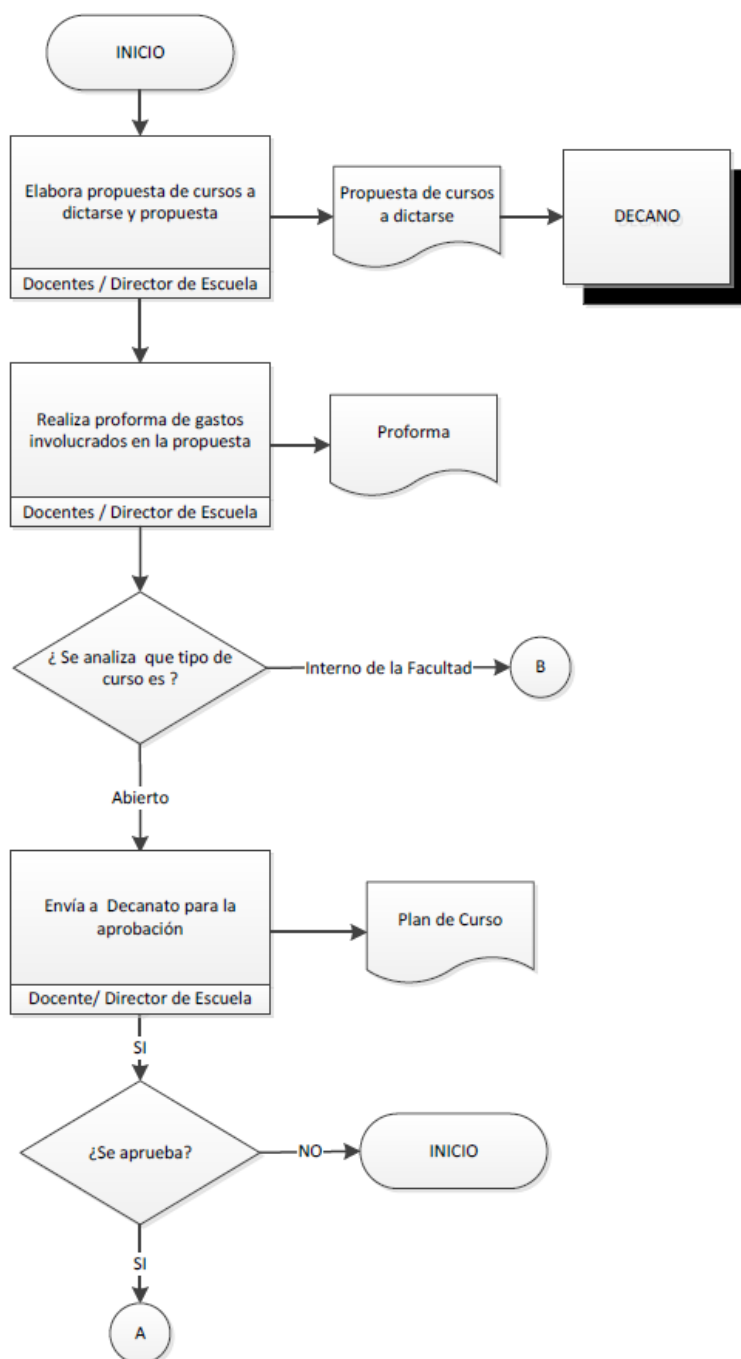 INICIO
Elabora propuesta de cursos a
dictarse y propuesta
Docentes / Director de Escuela
Propuesta de cursos
a dictarse
DECANO
Realiza proforma de gastos
involucrados en la propuesta
Docentes / Director de Escuela
Proforma
¿ Se analiza que tipo de
curso es ?
Interno de la Facultad
B
Abierto
Envía a Decanato para la
aprobación
Docente/ Director de Escuela
Plan de Curso
SI
¿Se aprueba?
NO
INICIO
SI
A